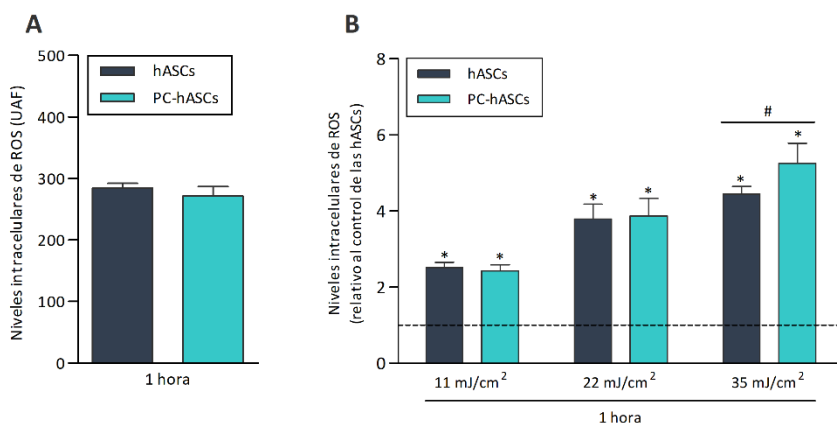 A
Niveles intracelulares de ROS (UAF)
500
400
300
200
100
0
hASCs
PC-hASCs
1 hora
B
Niveles intracelulares de ROS
(relativo al control de las hASCs)
8
6
4
2
0
hASCs
PC-hASCs
* * * * * *
#
11 mJ/cm² 22 mJ/cm² 35 mJ/cm²
1 hora